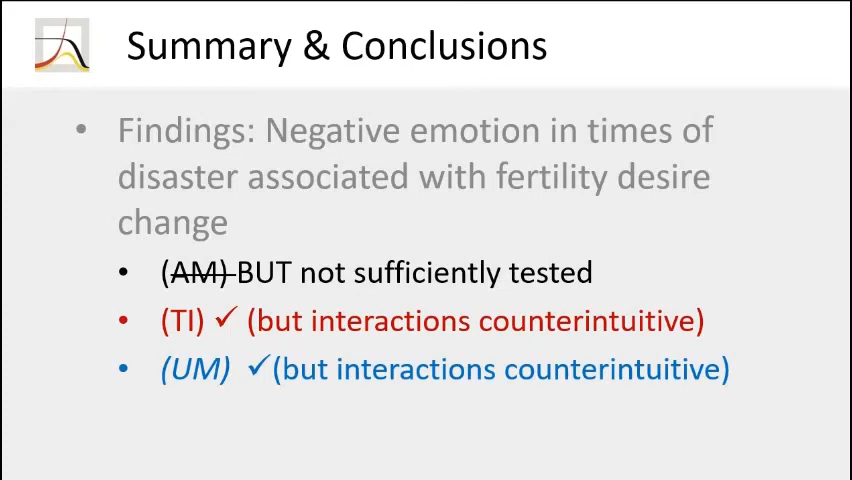 Summary & Conclusions
• Findings: Negative emotion in times of
disaster associated with fertility desire
change
• (AM) BUT not sufficiently tested
• (TI) ✓ (but interactions counterintuitive)
• (UM) ✓(but interactions counterintuitive)